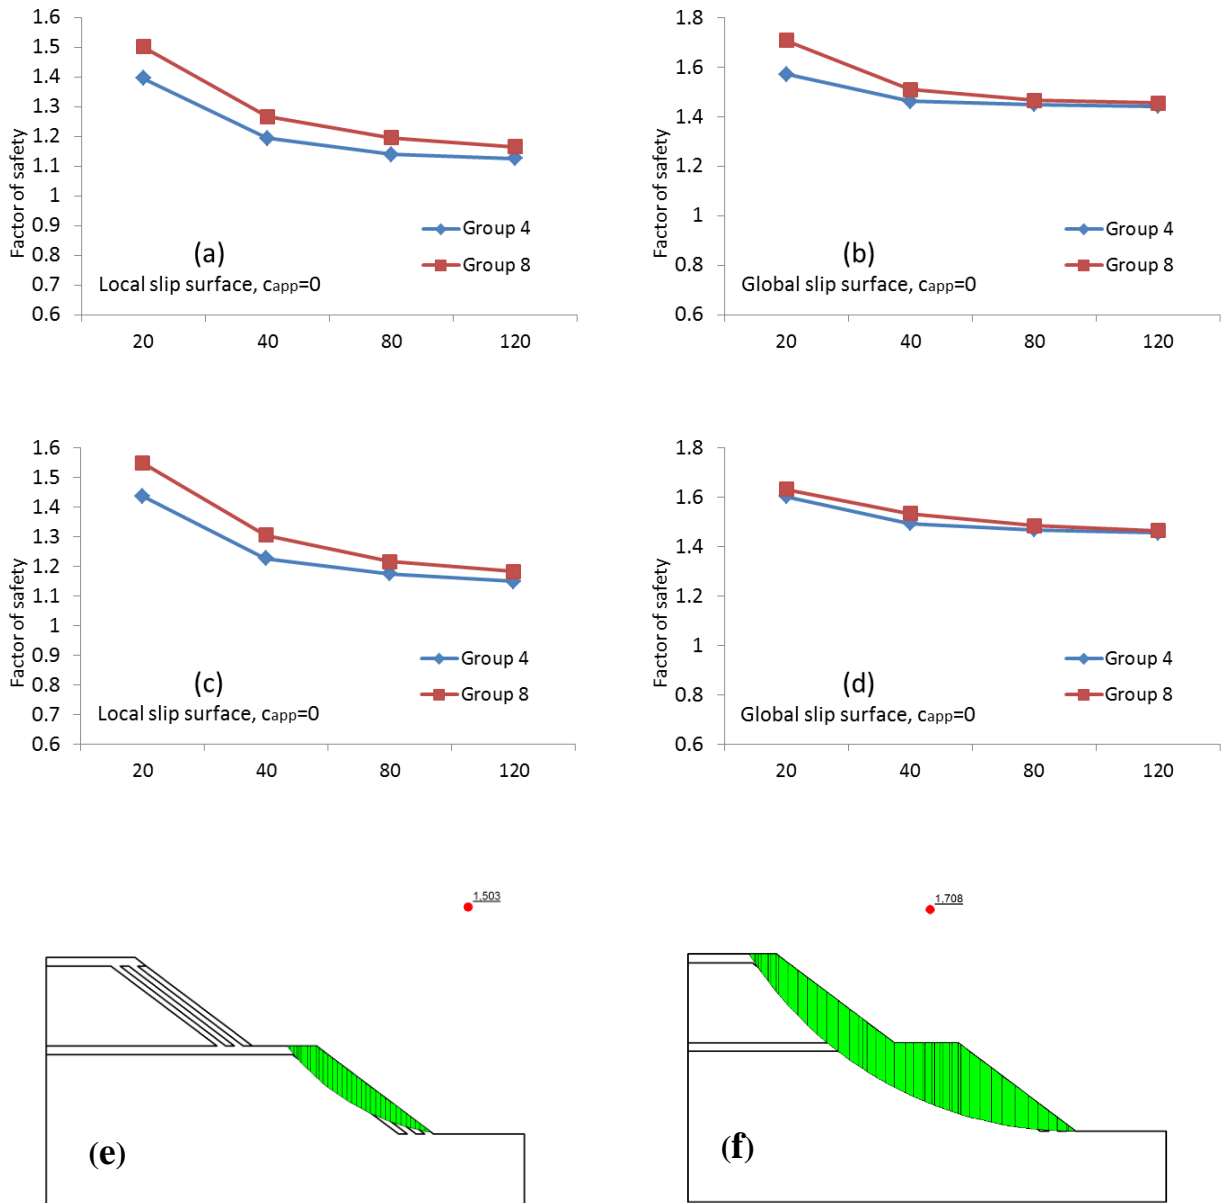 1.6
1.5
1.4
1.3
1.2
1.1
1
0.9
0.8
0.7
0.6
Factor of safety
Group 4
Group 8
(a)
Local slip surface, capp=0
20 40 80 120
1.8
1.6
1.4
1.2
1
0.8
0.6
Factor of safety
Group 4
Group 8
(b)
Global slip surface, capp=0
20 40 80 120
1.6
1.5
1.4
1.3
1.2
1.1
1
0.9
0.8
0.7
0.6
Factor of safety
Group 4
Group 8
(c)
Local slip surface, capp=0
20 40 80 120
1.8
1.6
1.4
1.2
1
0.8
0.6
Factor of safety
Group 4
Group 8
(d)
Global slip surface, capp=0
20 40 80 120
1.503
(e)
1.708
(f)